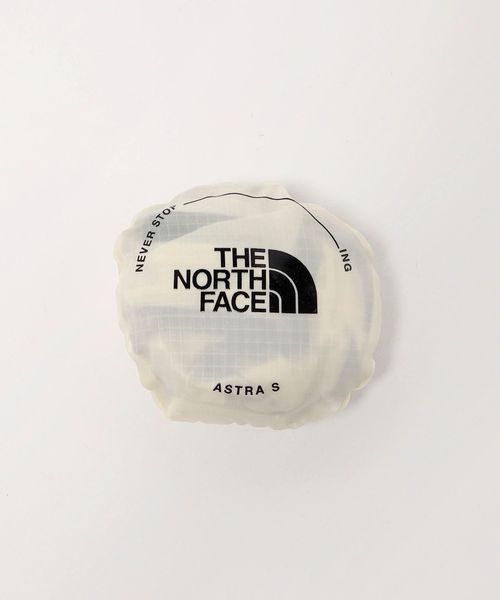 NEVER STOP
ING
THE
NORTH
FACE
ASTRA S